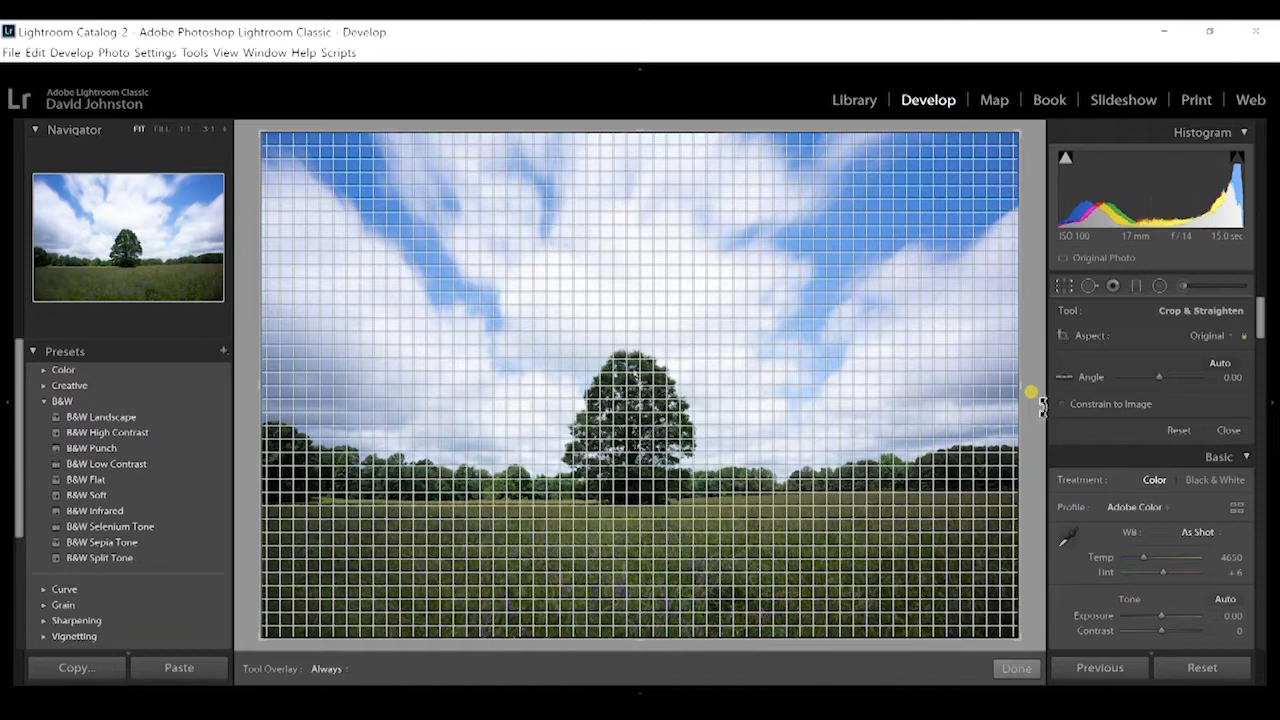 Lr Lightroom Catalog-2 - Adobe Photoshop Lightroom Classic - Develop
File Edit Develop Photo Settings Tools View Window Help Scripts
Lr
Adobe Lightroom Classic
David Johnston
Library Develop Map Book Slideshow Print Web
Navigator FIT FILL 1:1 3:1
Presets +
Color
Creative
B&W
B&W Landscape
B&W High Contrast
B&W Punch
B&W Low Contrast
B&W Flat
B&W Soft
B&W Infrared
B&W Selenium Tone
B&W Sepia Tone
B&W Split Tone
Curve
Grain
Sharpening
Vignetting
Copy... Paste
Tool Overlay : Always
Done
Histogram
ISO 100 17 mm f / 14 15.0 sec
Original Photo
Tool : Crop & Straighten
Aspect : Original
Auto
Angle 0.00
Constrain to Image
Reset Close
Basic
Treatment : Color Black & White
Profile : Adobe Color
WB : As Shot
Temp 4650
Tint + 6
Tone Auto
Exposure 0.00
Contrast 0
Previous Reset